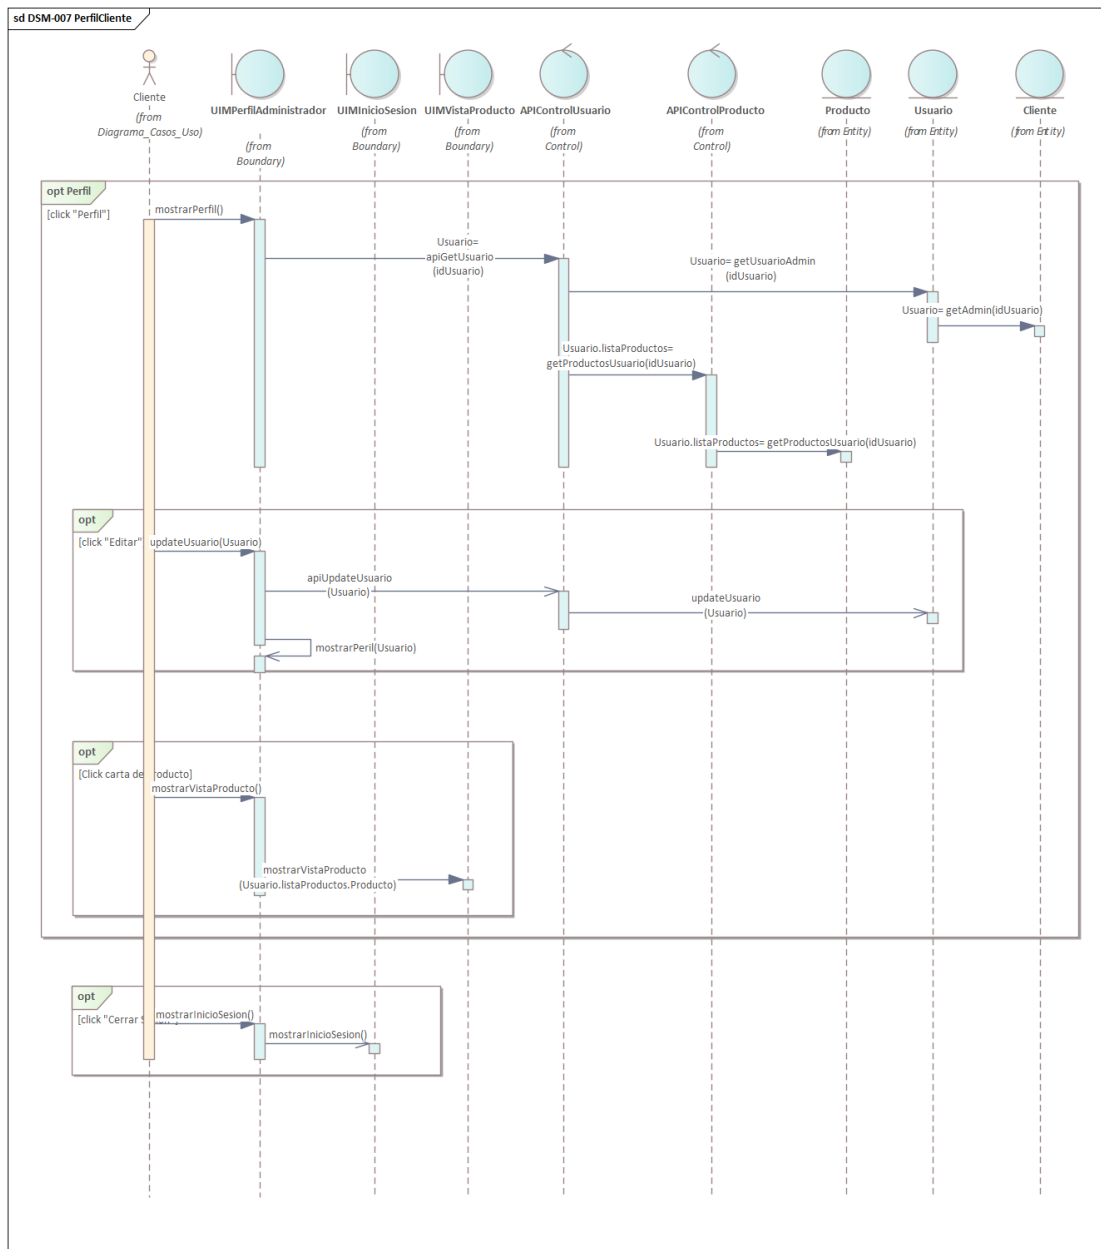 sd DSM-007 PerfilCliente
Cliente
(from
Diagrama_Casos_Uso)
UIMPerfilAdministrador
(from
Boundary)
UIMInicioSesion
(from
Boundary)
UIMVistaProducto
(from
Boundary)
APIControlUsuario
(from
Control)
APIControlProducto
(from
Control)
Producto
(from Entity)
Usuario
(from Entity)
Cliente
(from Entity)
opt Perfil
[click "Perfil"]
mostrarPerfil()
Usuario=
apiGetUsuario
(idUsuario)
Usuario= getUsuarioAdmin
(idUsuario)
Usuario= getAdmin(idUsuario)
Usuario.listaProductos=
getProductosUsuario(idUsuario)
Usuario.listaProductos= getProductosUsuario(idUsuario)
opt
[click "Editar"
updateUsuario(Usuario)
apiUpdateUsuario
(Usuario)
updateUsuario
(Usuario)
mostrarPeril(Usuario)
opt
[Click carta de roducto]
mostrarVistaProducto()
mostrarVistaProducto
(Usuario.listaProductos.Producto)
opt
[click "Cerrar
mostrarInicioSesion()
mostrarInicioSesion()